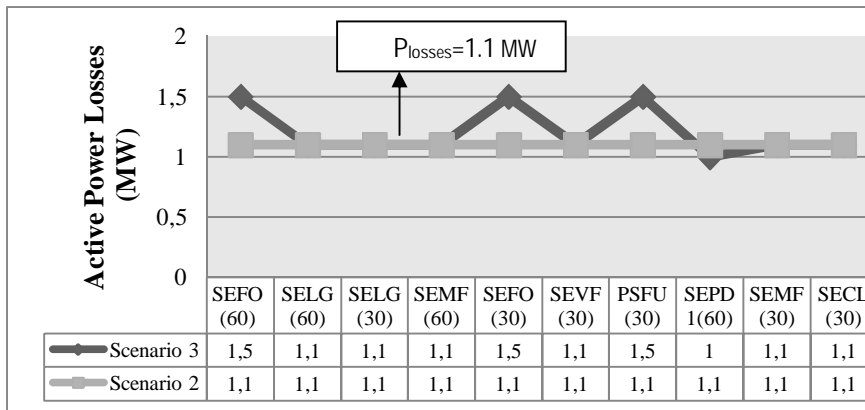 2
P losses=1.1 MW
1,5
1
0,5
0
Active Power Losses
(MW)
SEFO SELG SELG SEMF SEFO SEVF PSFU SEPD SEMF SECL
(60) (60) (30) (60) (30) (30) (30) 1(60) (30) (30)
Scenario 3 1,5 1,1 1,1 1,1 1,5 1,1 1,5 1 1,1 1,1
Scenario 2 1,1 1,1 1,1 1,1 1,1 1,1 1,1 1,1 1,1 1,1